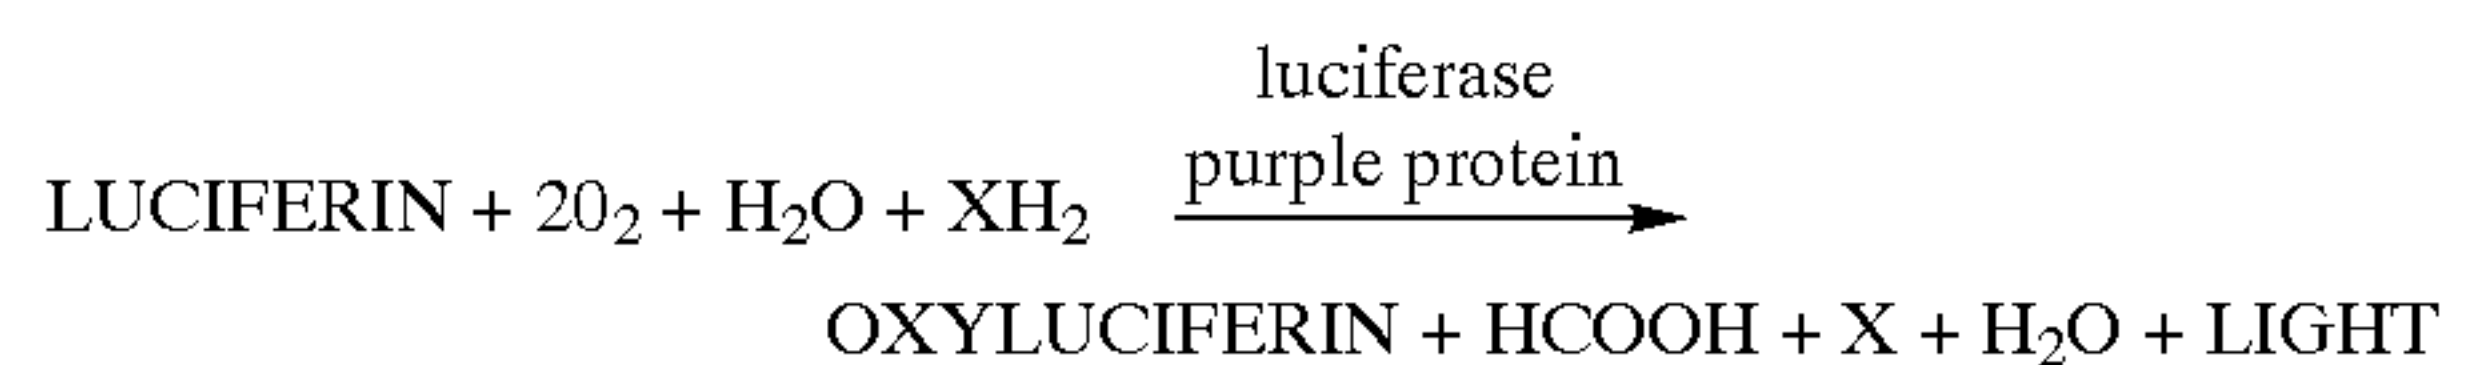 luciferase
purple protein
LUCIFERIN + 20₂ + H₂O + XH₂
OXYLUCIFERIN + HCOOH + X + H₂O + LIGHT